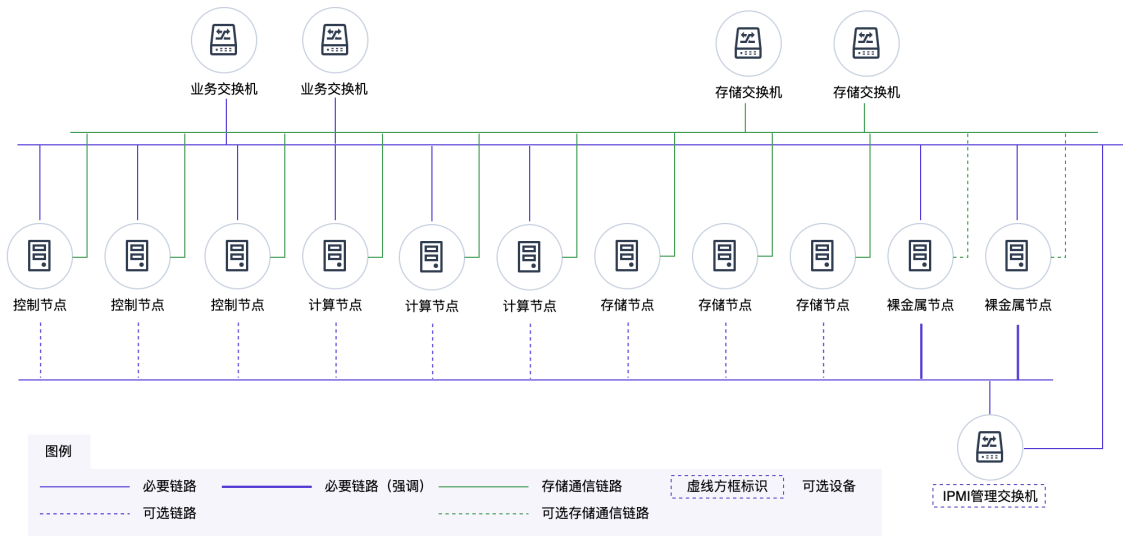 业务交换机
业务交换机
存储交换机
存储交换机
控制节点
控制节点
控制节点
计算节点
计算节点
计算节点
存储节点
存储节点
存储节点
裸金属节点
裸金属节点
图例
必要链路
必要链路（强调）
存储通信链路
虚线方框标识
可选设备
可选链路
可选存储通信链路
IPMI管理交换机